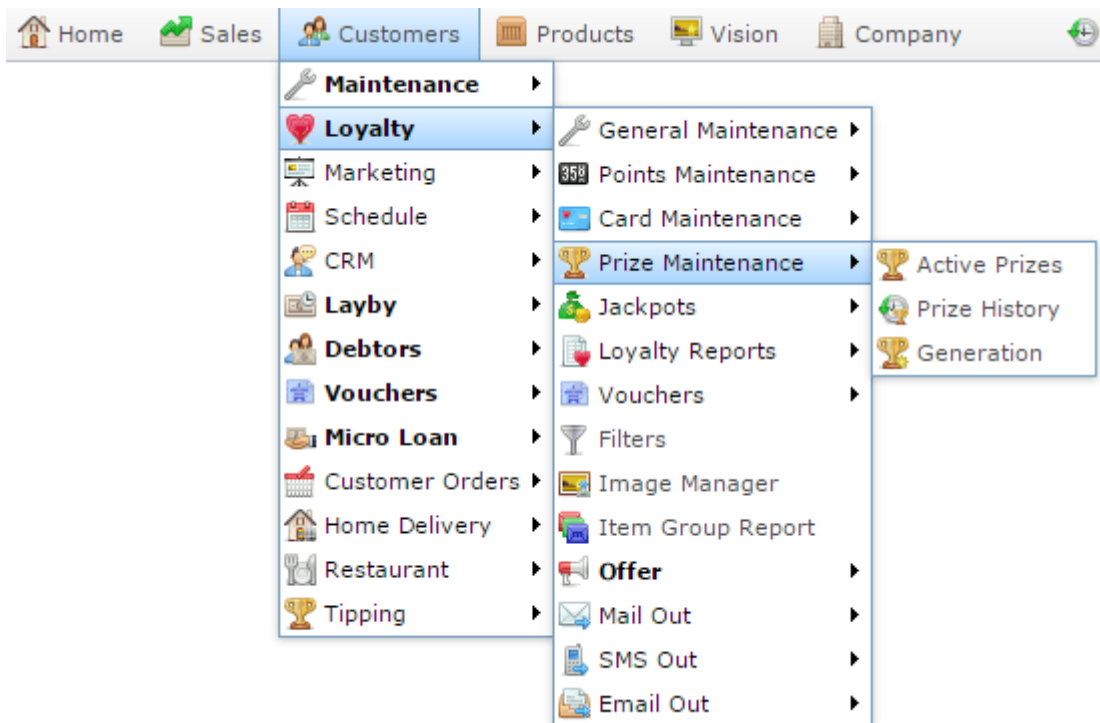 Home Sales Customers Products Vision Company
Maintenance
Loyalty
Marketing
Schedule
CRM
Layby
Debtors
Vouchers
Micro Loan
Customer Orders
Home Delivery
Restaurant
Tipping
General Maintenance
Points Maintenance
Card Maintenance
Prize Maintenance
Jackpots
Loyalty Reports
Vouchers
Filters
Image Manager
Item Group Report
Offer
Mail Out
SMS Out
Email Out
Active Prizes
Prize History
Generation